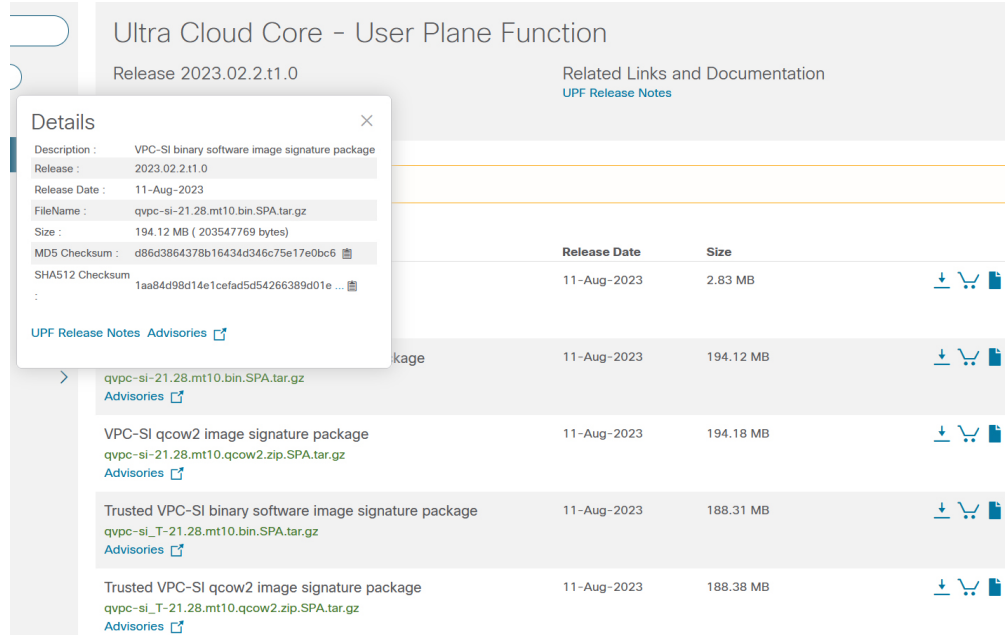 Ultra Cloud Core - User Plane Function
Release 2023.02.2.t1.0
Related Links and Documentation
UPF Release Notes
Details
Description : VPC-SI binary software image signature package
Release : 2023.02.2.t1.0
Release Date : 11-Aug-2023
FileName : qvpc-si-21.28.mt10.bin.SPA.tar.gz
Size : 194.12 MB ( 203547769 bytes)
MD5 Checksum : d86d3864378b16434d346c75e17e0bc6
SHA512 Checksum
: 1aa84d98d14e1cefad5d54266389d01e ...
UPF Release Notes Advisories
Release Date Size
11-Aug-2023 2.83 MB
kage 11-Aug-2023 194.12 MB
qvpc-si-21.28.mt10.bin.SPA.tar.gz
Advisories
VPC-SI qcow2 image signature package 11-Aug-2023 194.18 MB
qvpc-si-21.28.mt10.qcow2.zip.SPA.tar.gz
Advisories
Trusted VPC-SI binary software image signature package 11-Aug-2023 188.31 MB
qvpc-si_T-21.28.mt10.bin.SPA.tar.gz
Advisories
Trusted VPC-SI qcow2 image signature package 11-Aug-2023 188.38 MB
qvpc-si_T-21.28.mt10.qcow2.zip.SPA.tar.gz
Advisories